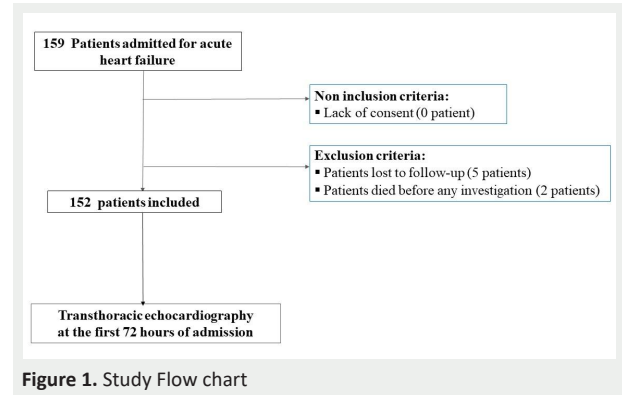 159 Patients admitted for acute
heart failure
Non inclusion criteria:
▪ Lack of consent (0 patient)
Exclusion criteria:
▪ Patients lost to follow-up (5 patients)
▪ Patients died before any investigation (2 patients)
152 patients included
Transthoracic echocardiography
at the first 72 hours of admission
Figure 1. Study Flow chart